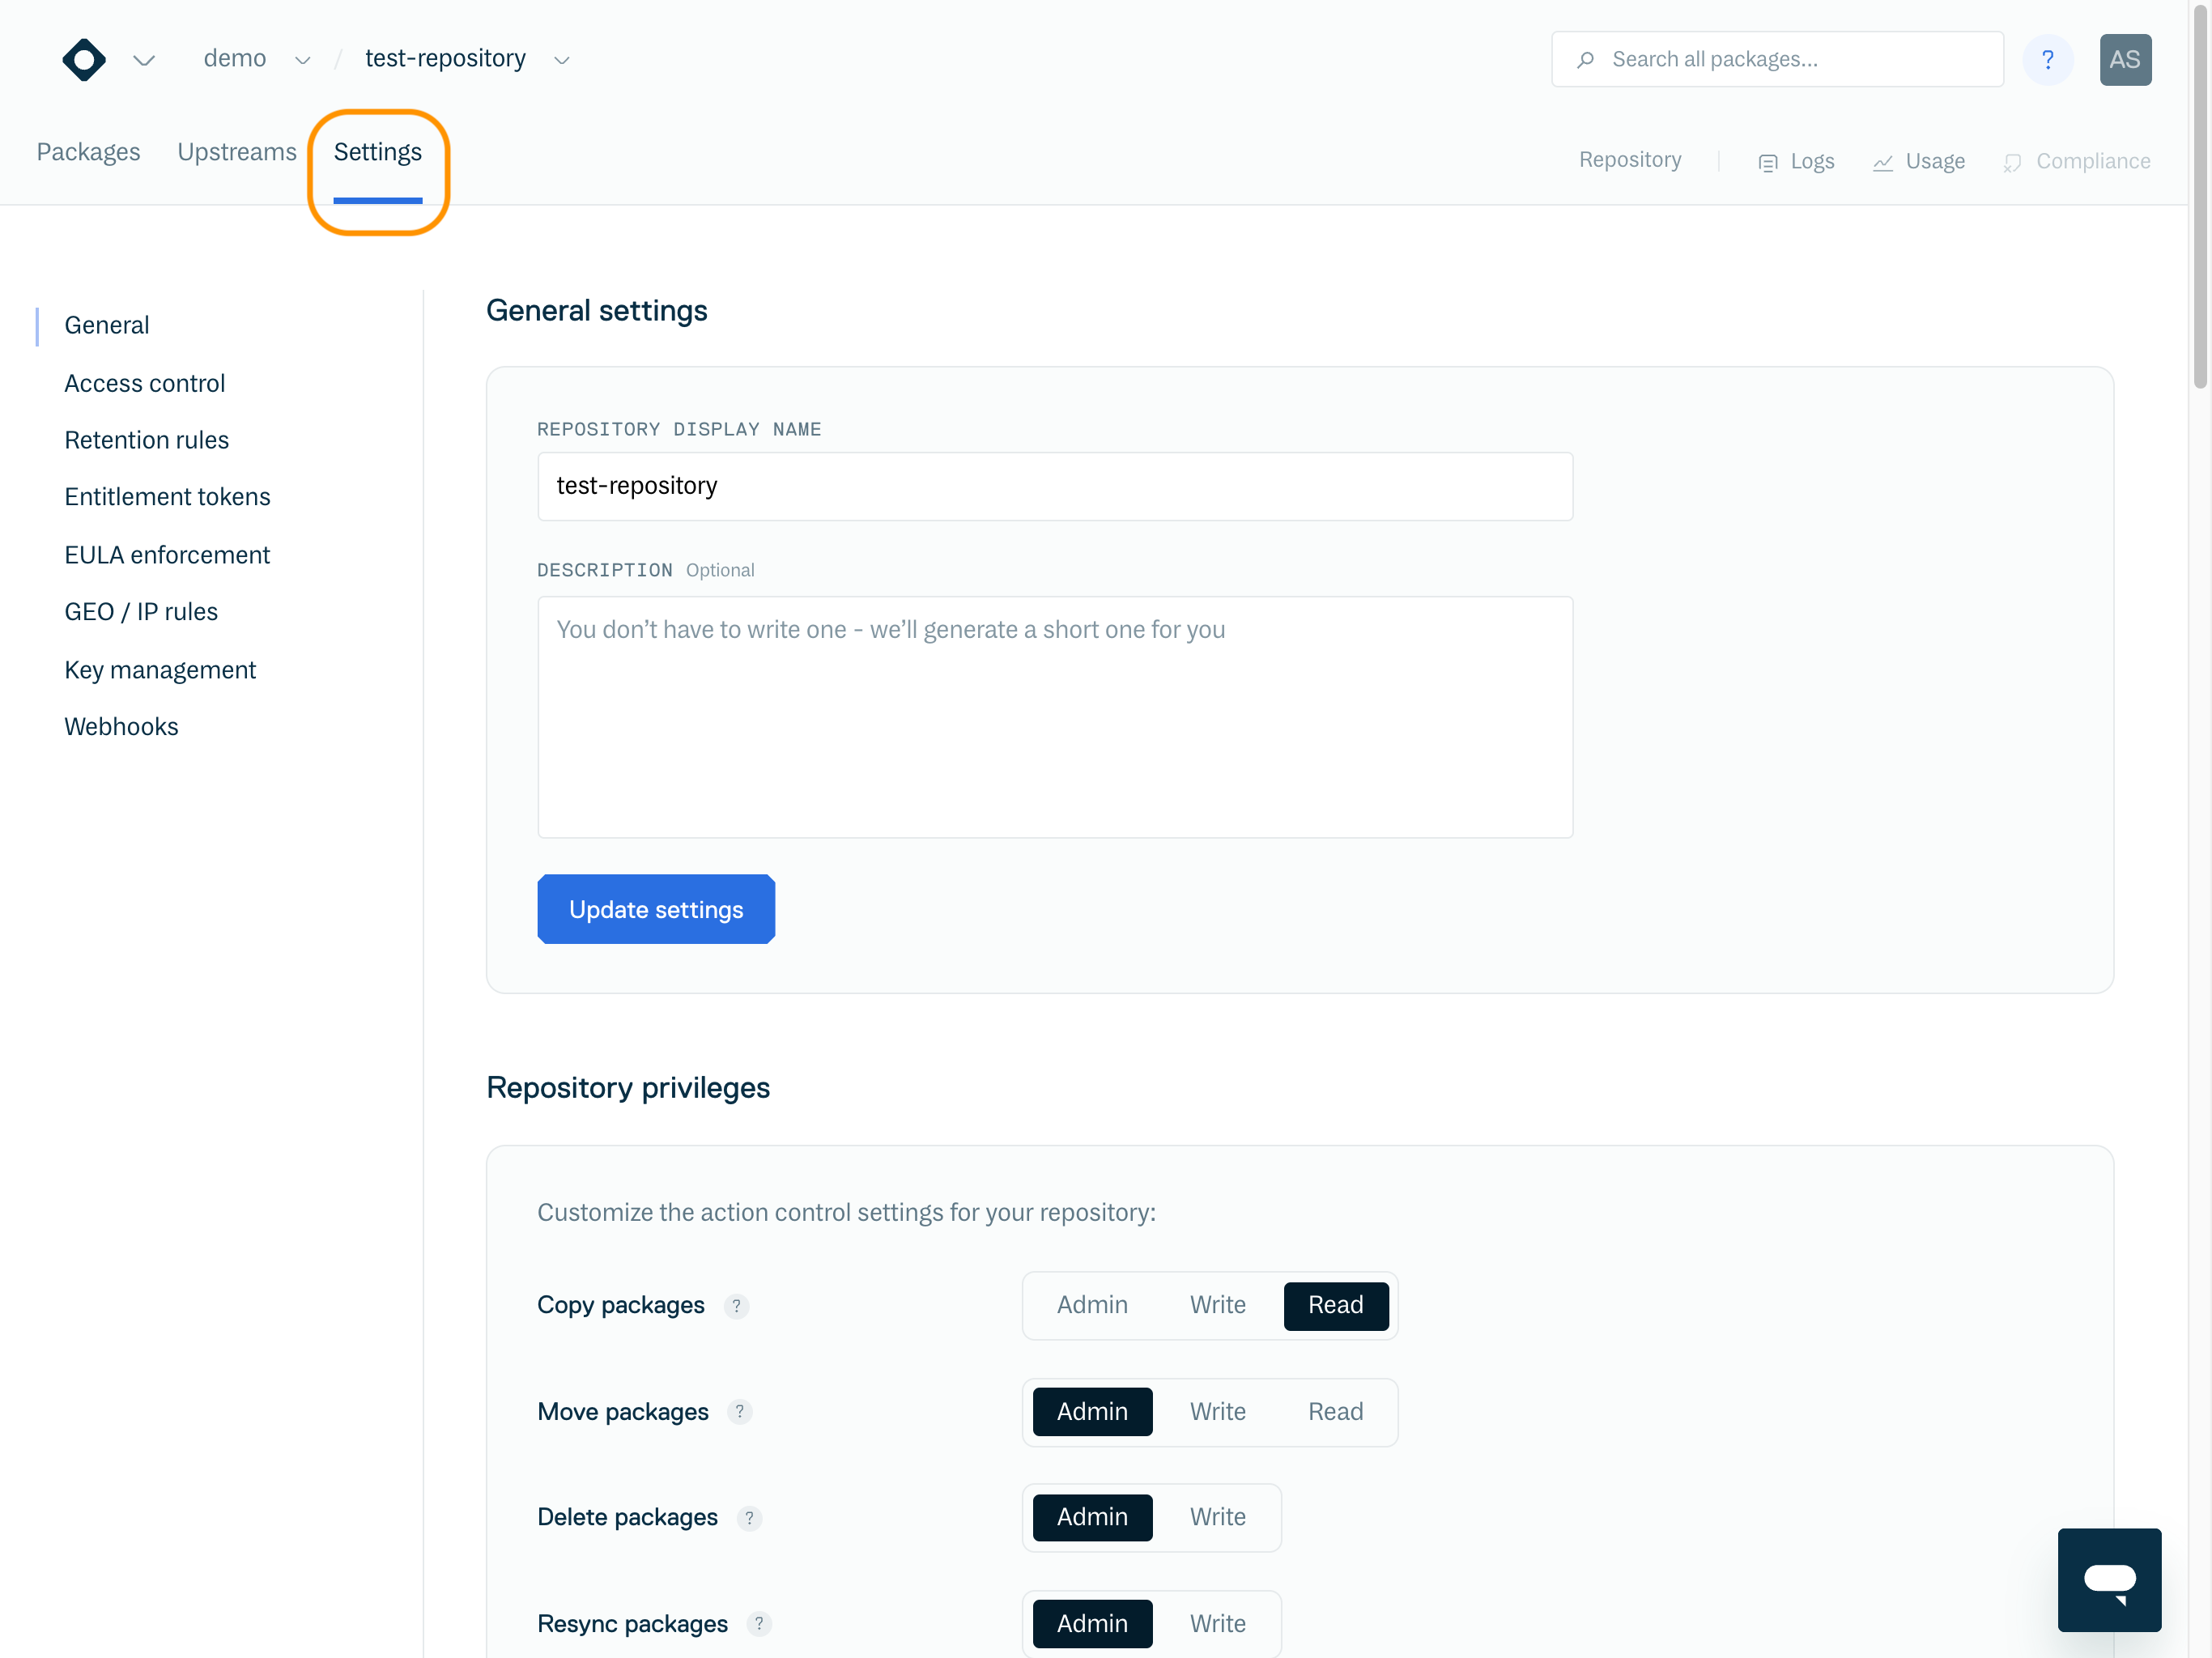 demo / test-repository
Search all packages...
?
AS
Packages Upstreams Settings
Repository Logs Usage Compliance
General
Access control
Retention rules
Entitlement tokens
EULA enforcement
GEO / IP rules
Key management
Webhooks
General settings
REPOSITORY DISPLAY NAME
test-repository
DESCRIPTION Optional
You don’t have to write one - we’ll generate a short one for you
Update settings
Repository privileges
Customize the action control settings for your repository:
Copy packages ? Admin Write Read
Move packages ? Admin Write Read
Delete packages ? Admin Write
Resync packages ? Admin Write